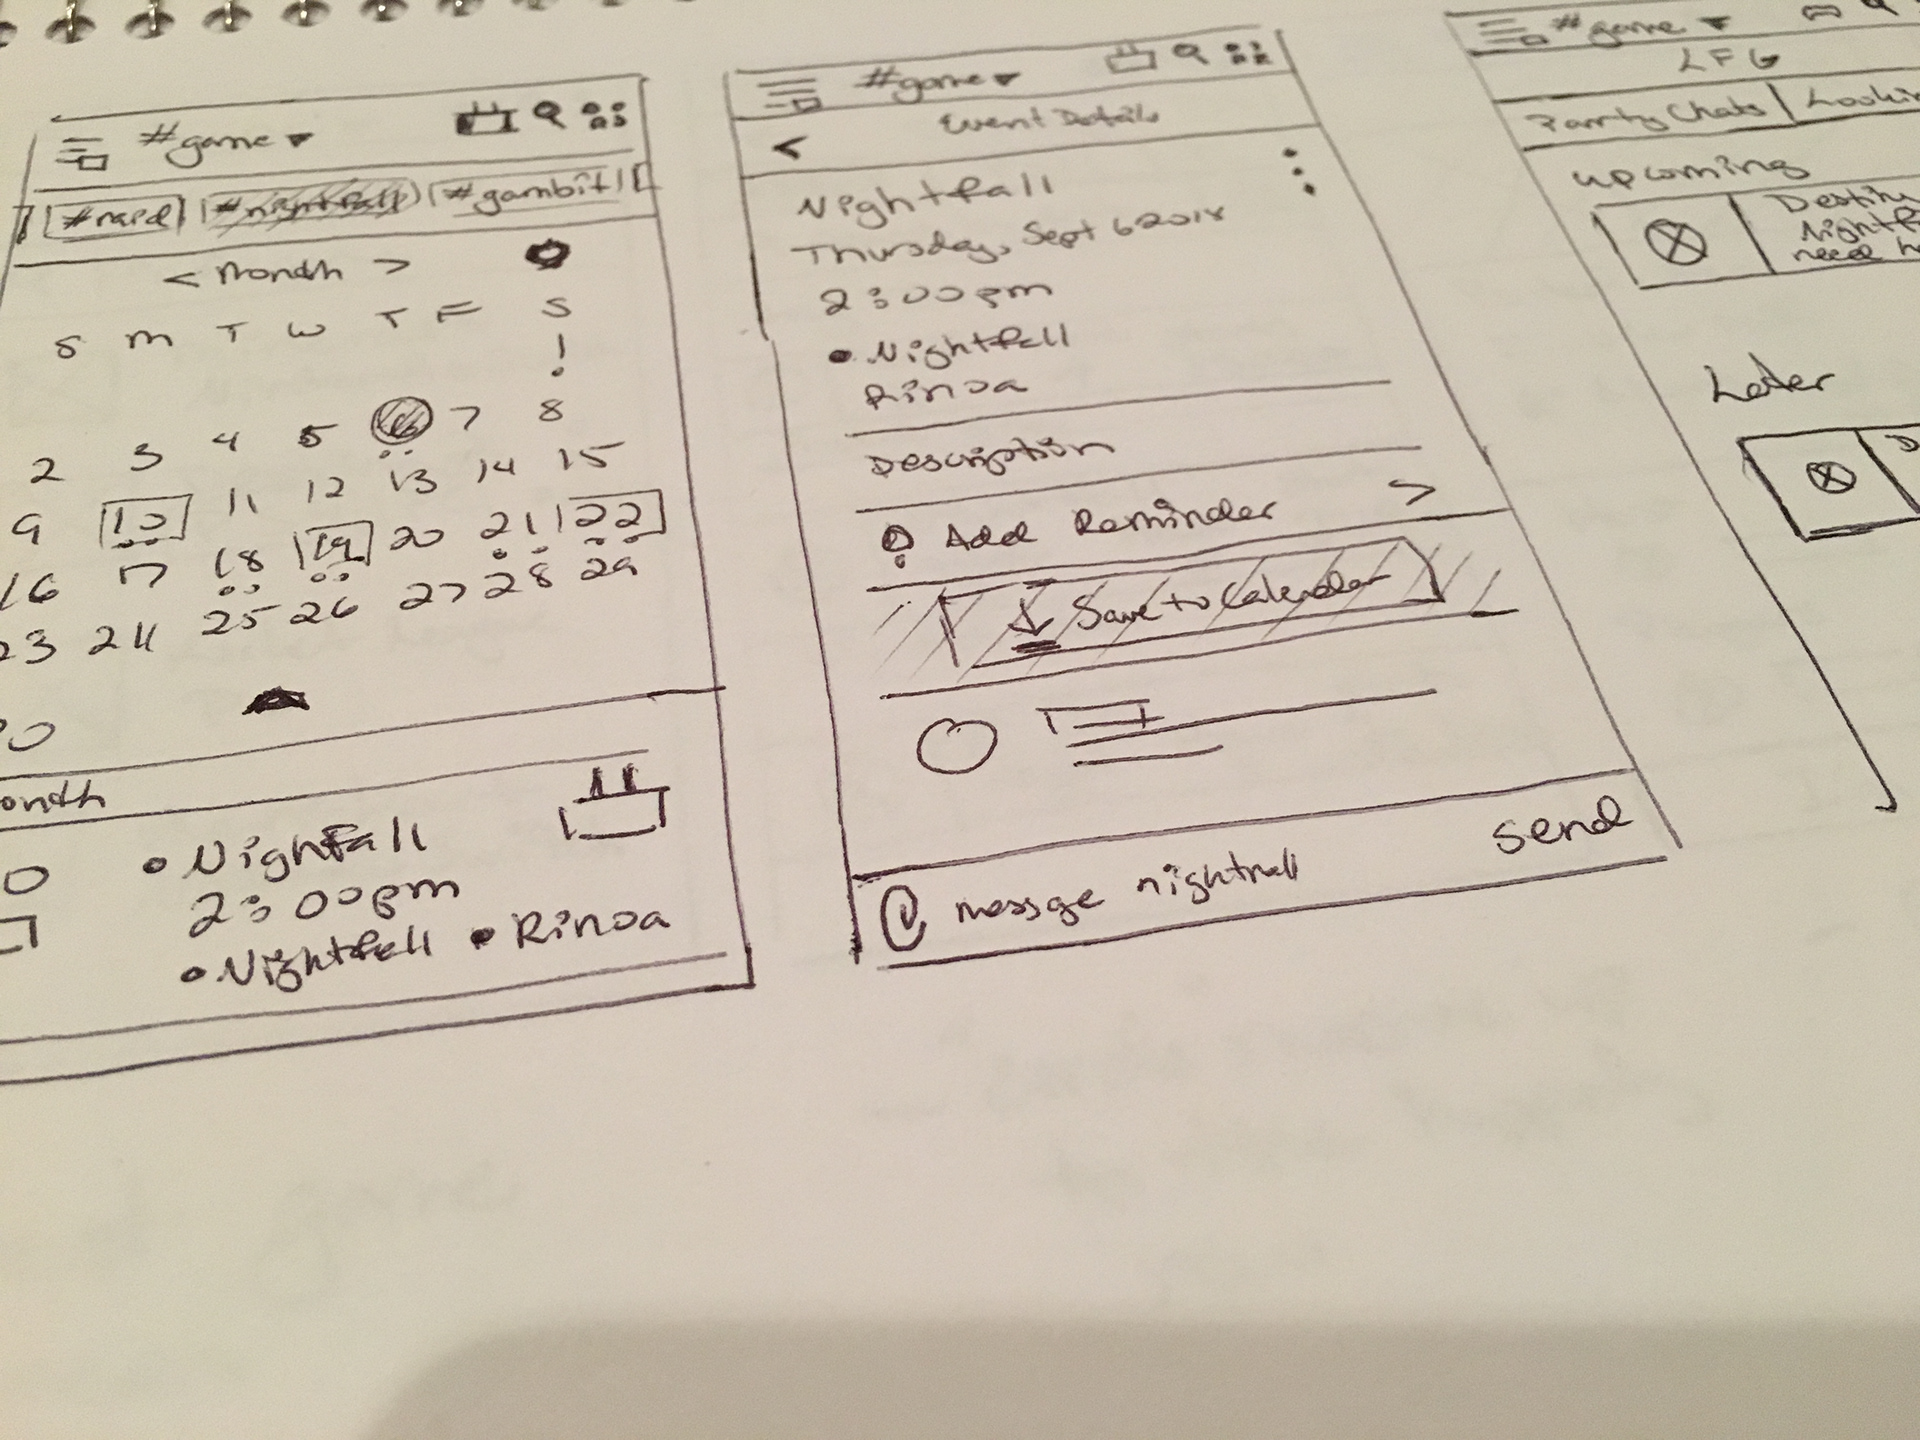 #game
#raid #nightfall #gambit
< month >
S M T W T F S
!
2 3 4 5 6 7 8
9 10 11 12 13 14 15
16 17 18 19 20 21 22
23 24 25 26 27 28 29
30
onth
• Nightfall
2:00pm
• Nightfall • Rinoa
#game
Event Details
<
Nightfall
Thursday, Sept 6 2018
2:00pm
• Nightfall
Rinoa
Description
Add Reminder >
Save to Calendar
message nightfall
Send
#game
LFG
Party Chats Lookin
upcoming
Destiny
Nightf
need he
Later
D